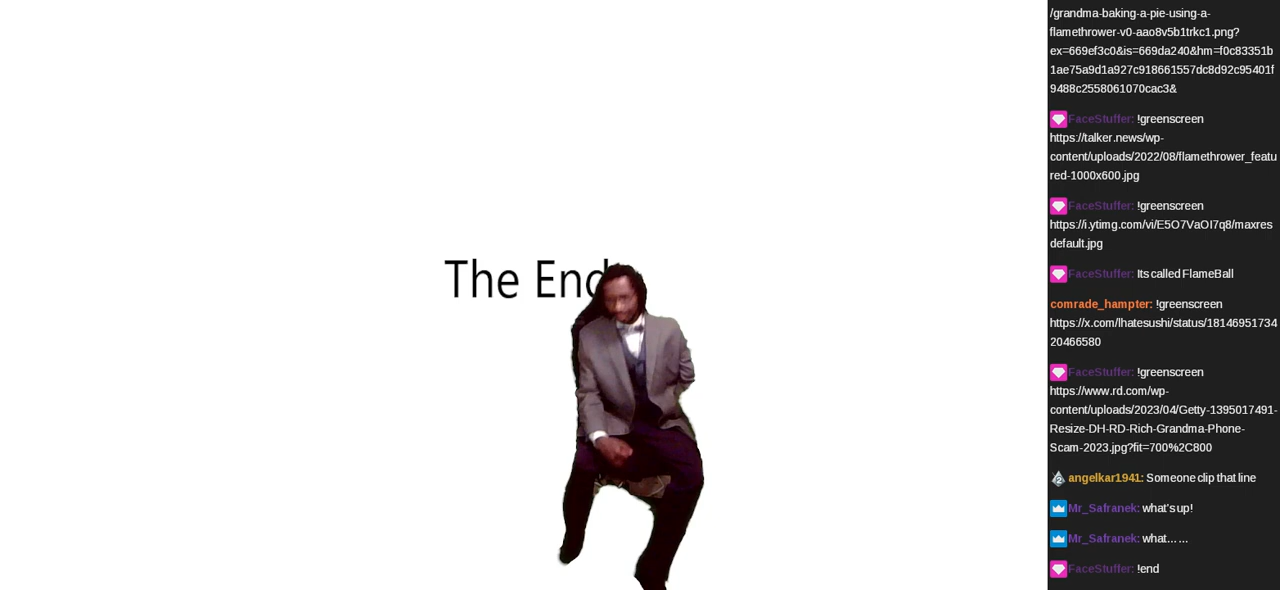 The End
/grandma-baking-a-pie-using-a-
flamethrower-v0-aao8v5b1trkc1.png?
ex=669ef3c0&is=669da240&hm=f0c83351b
1ae75a9d1a927c918661557dc8d92c95401f
9488c2558061070cac3&
FaceStuffer: !greenscreen
https://talker.news/wp-
content/uploads/2022/08/flamethrower_featu
red-1000x600.jpg
FaceStuffer: !greenscreen
https://i.ytimg.com/vi/E5O7VaOI7q8/maxres
default.jpg
FaceStuffer: Its called FlameBall
comrade_hampter: !greenscreen
https://x.com/Ihatesushi/status/18146951734
20466580
FaceStuffer: !greenscreen
https://www.rd.com/wp-
content/uploads/2023/04/Getty-1395017491-
Resize-DH-RD-Rich-Grandma-Phone-
Scam-2023.jpg?fit=700%2C800
2 angelkar1941: Someone clip that line
Mr_Safranek: what's up!
Mr_Safranek: what... ...
FaceStuffer: !end